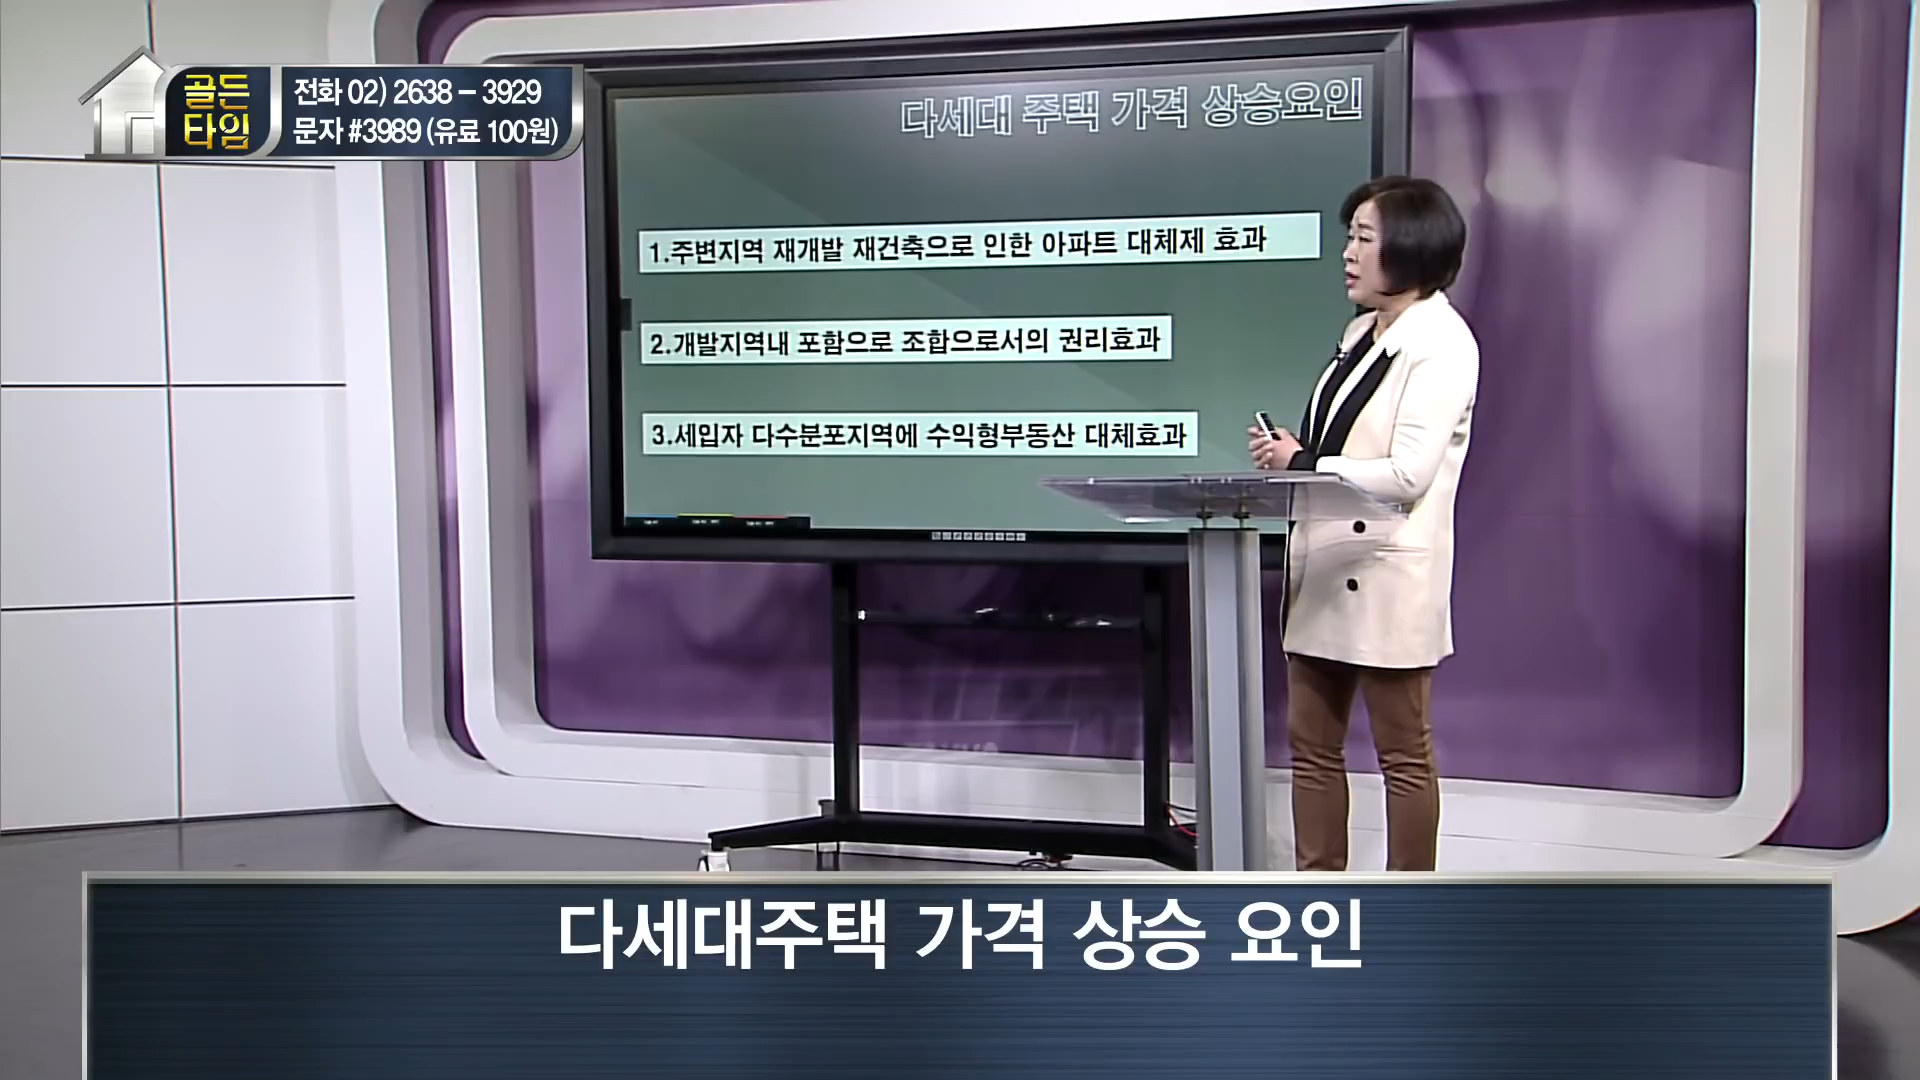 골든
타임
전화 02) 2638 - 3929
문자 #3989 (유료 100원)
다세대 주택 가격 상승요인
1.주변지역 재개발 재건축으로 인한 아파트 대체제 효과
2.개발지역내 포함으로 조합으로서의 권리효과
3.세입자 다수분포지역에 수익형부동산 대체효과
다세대주택 가격 상승 요인